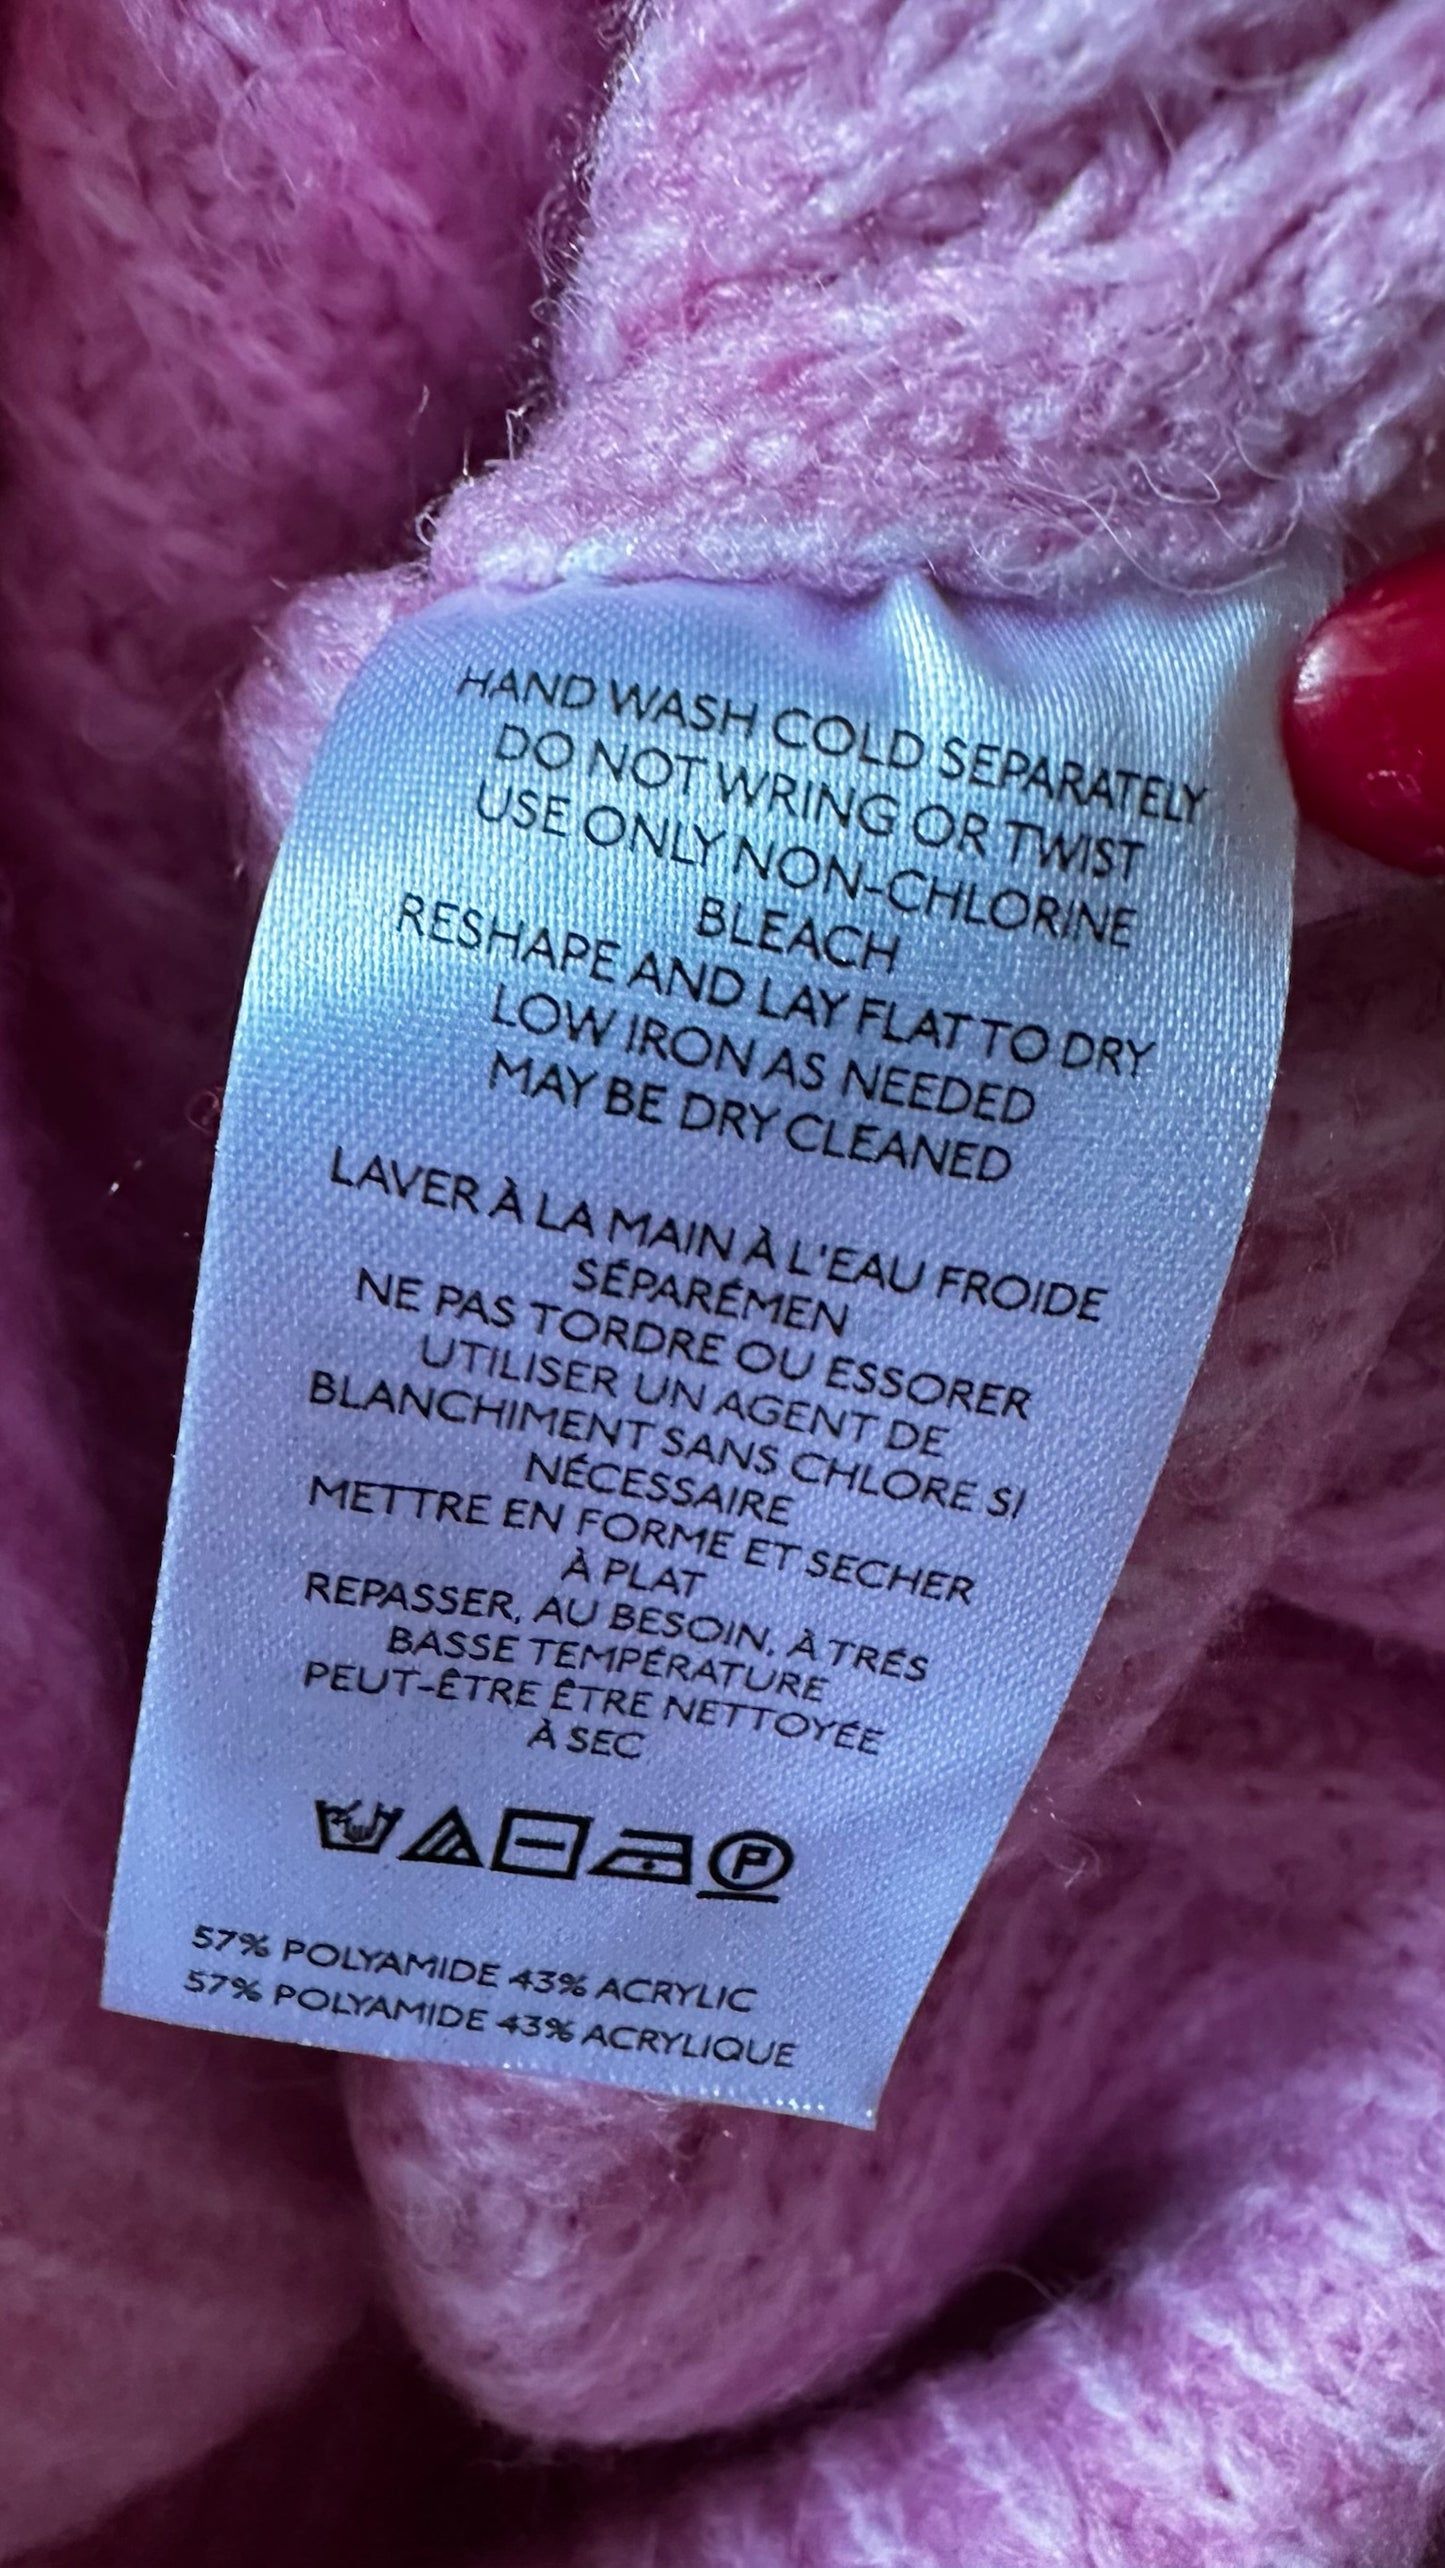 HAND WASH COLD SEPARATELY
DO NOT WRING OR TWIST
USE ONLY NON-CHLORINE
BLEACH
RESHAPE AND LAY FLAT TO DRY
LOW IRON AS NEEDED
MAY BE DRY CLEANED
LAVER À LA MAIN À L'EAU FROIDE
SÉPARÉMEN
NE PAS TORDRE OU ESSORER
UTILISER UN AGENT DE
BLANCHIMENT SANS CHLORE SI
NÉCESSAIRE
METTRE EN FORME ET SECHER
À PLAT
REPASSER, AU BESOIN, À TRÉS
BASSE TEMPÉRATURE
PEUT-ÊTRE ÊTRE NETTOYÉE
À SEC
P
57% POLYAMIDE 43% ACRYLIC
57% POLYAMIDE 43% ACRYLIQUE